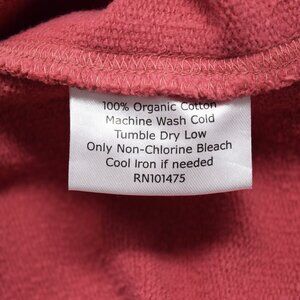 100% Organic Cotton
Machine Wash Cold
Tumble Dry Low
Only Non-Chlorine Bleach
Cool Iron if needed
RN101475